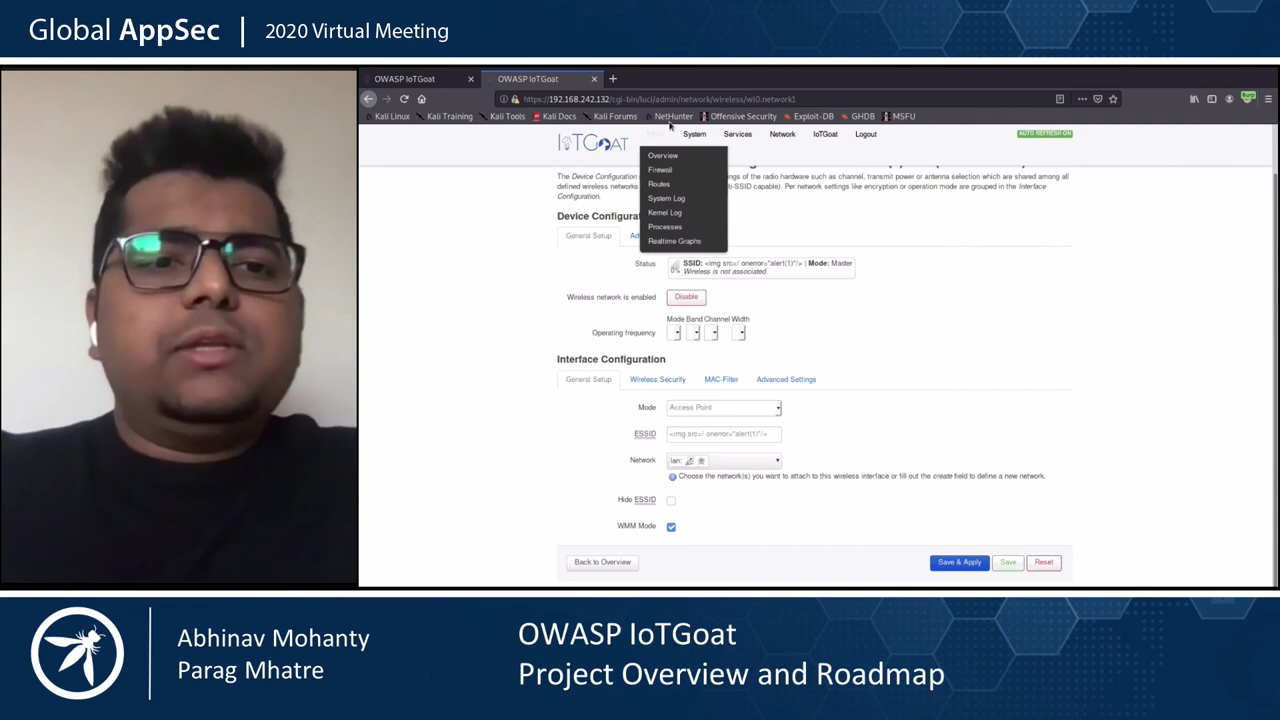 Global AppSec | 2020 Virtual Meeting
OWASP IoTGoat
OWASP IoTGoat
https://192.168.242.132/cgi-bin/luci/admin/network/wireless/wl0.network1
Burp
Kali Linux Kali Training Kali Tools Kali Docs Kali Forums NetHunter Offensive Security Exploit-DB GHDB MSFU
IoTGoat System Services Network IoTGoat Logout AUTO REFRESH ON
Overview
Firewall
Routes
System Log
Kernel Log
Processes
Realtime Graphs
The Device Configura ngs of the radio hardware such as channel, transmit power or antenna selection which are shared among all
defined wireless networks ti-SSID capable). Per network settings like encryption or operation mode are grouped in the Interface
Configuration.
Device Configura
General Setup Ad
Status
0%
SSID: <img src=/ onerror="alert(1)"/> | Mode: Master
Wireless is not associated
Wireless network is enabled Disable
Mode Band Channel Width
Operating frequency
Interface Configuration
General Setup Wireless Security MAC-Filter Advanced Settings
Mode Access Point
ESSID <img src=/ onerror="alert(1)"/>
Network lan:
Choose the network(s) you want to attach to this wireless interface or fill out the create field to define a new network.
Hide ESSID
WMM Mode
Back to Overview Save & Apply Save Reset
Abhinav Mohanty
Parag Mhatre
OWASP IoTGoat
Project Overview and Roadmap